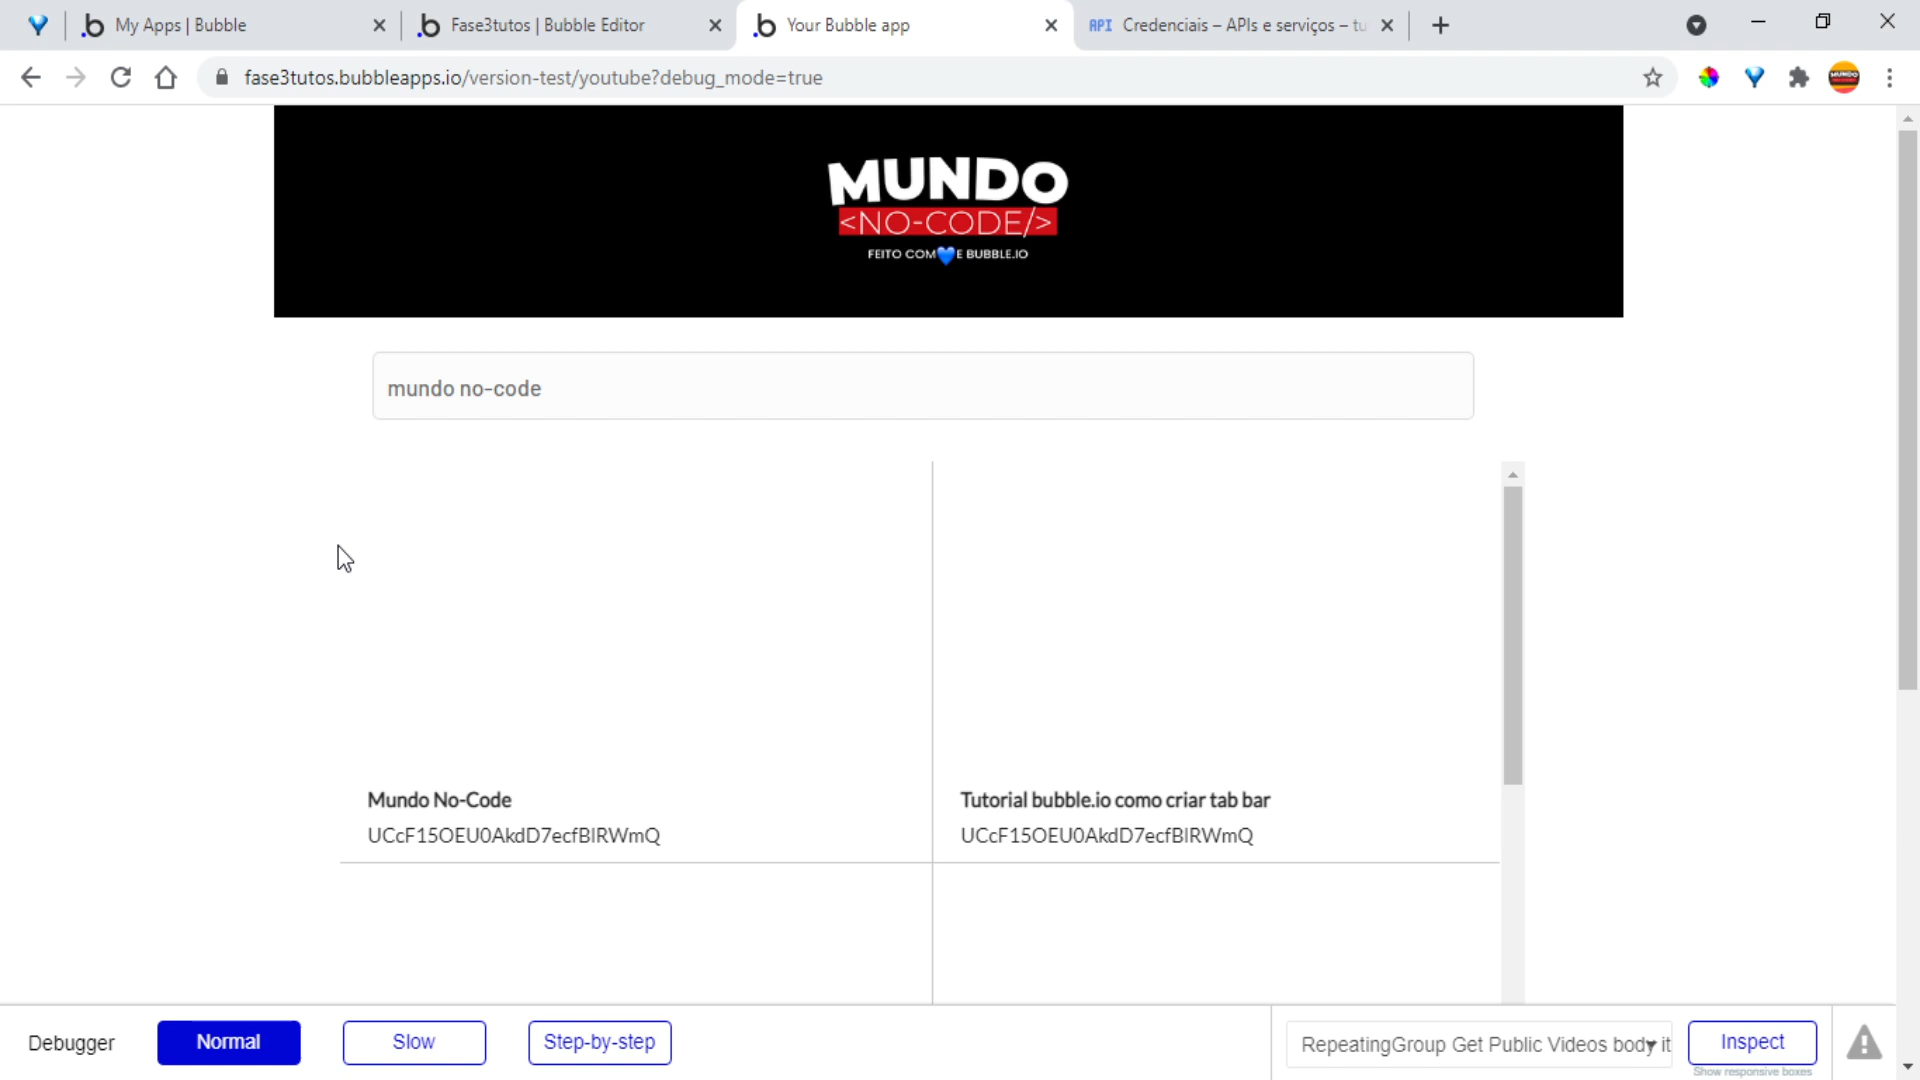 My Apps | Bubble
Fase3tutos | Bubble Editor
Your Bubble app
API Credenciais – APIs e serviços – tu
fase3tutos.bubbleapps.io/version-test/youtube?debug_mode=true
MUNDO
<NO-CODE/>
FEITO COM💙E BUBBLE.IO
mundo no-code
Mundo No-Code
Tutorial bubble.io como criar tab bar
UCcF15OEU0AkdD7ecfBIRWmQ
UCcF15OEU0AkdD7ecfBIRWmQ
Debugger
Normal
Slow
Step-by-step
RepeatingGroup Get Public Videos body it
Inspect
Show responsive boxes